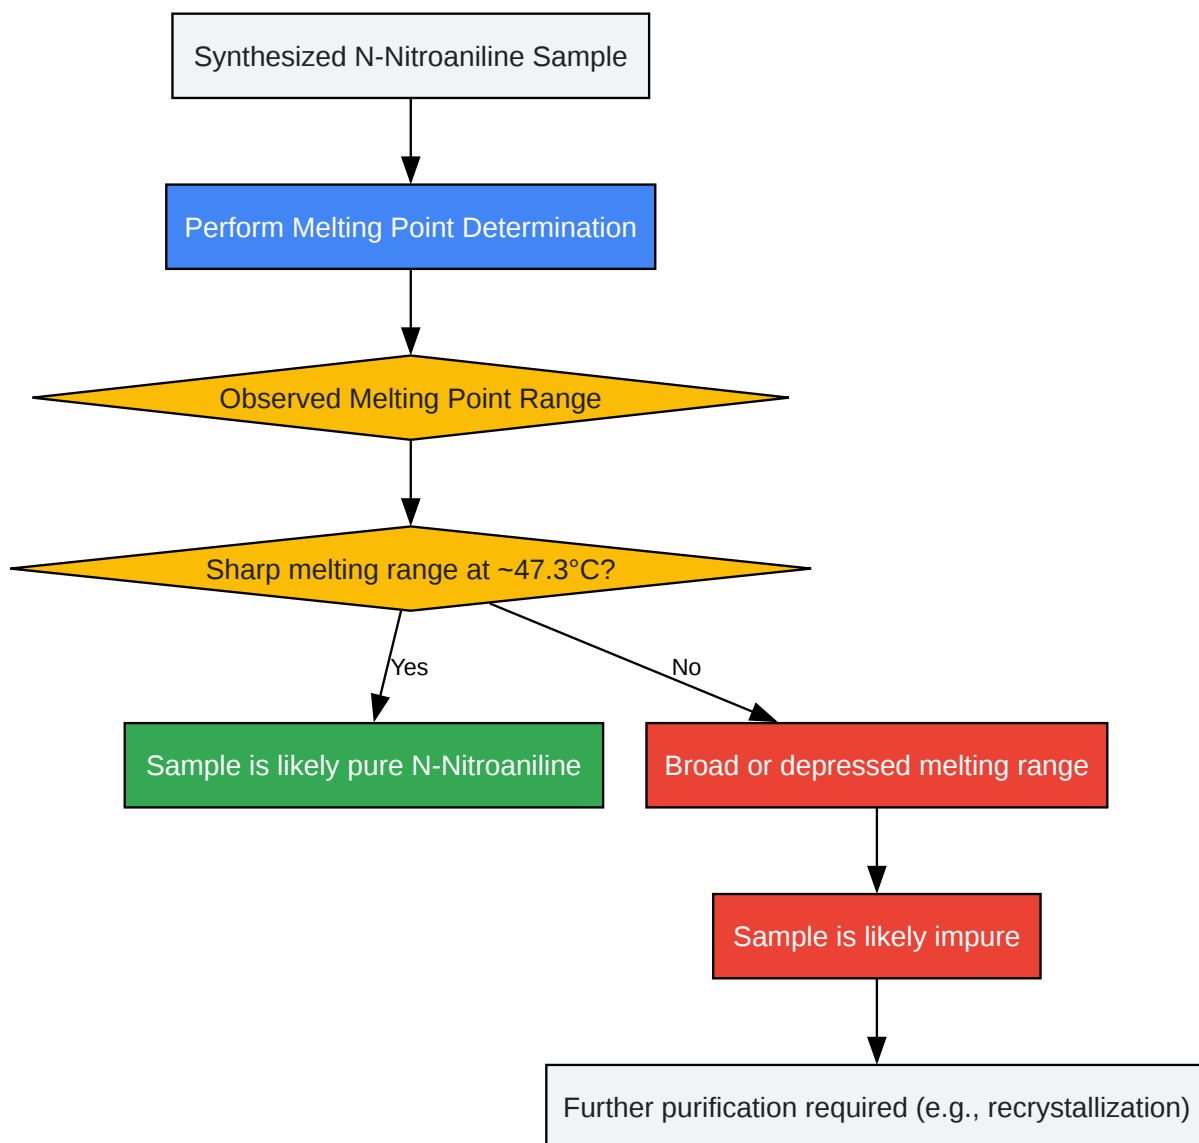 Synthesized N-Nitroaniline Sample
Perform Melting Point Determination
Observed Melting Point Range
Sharp melting range at ~47.3°C?
Yes
No
Sample is likely pure N-Nitroaniline
Broad or depressed melting range
Sample is likely impure
Further purification required (e.g., recrystallization)